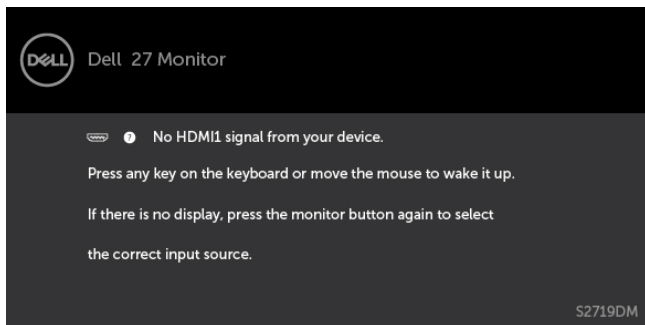 DELL
Dell 27 Monitor
? No HDMI1 signal from your device.
Press any key on the keyboard or move the mouse to wake it up.
If there is no display, press the monitor button again to select
the correct input source.
S2719DM